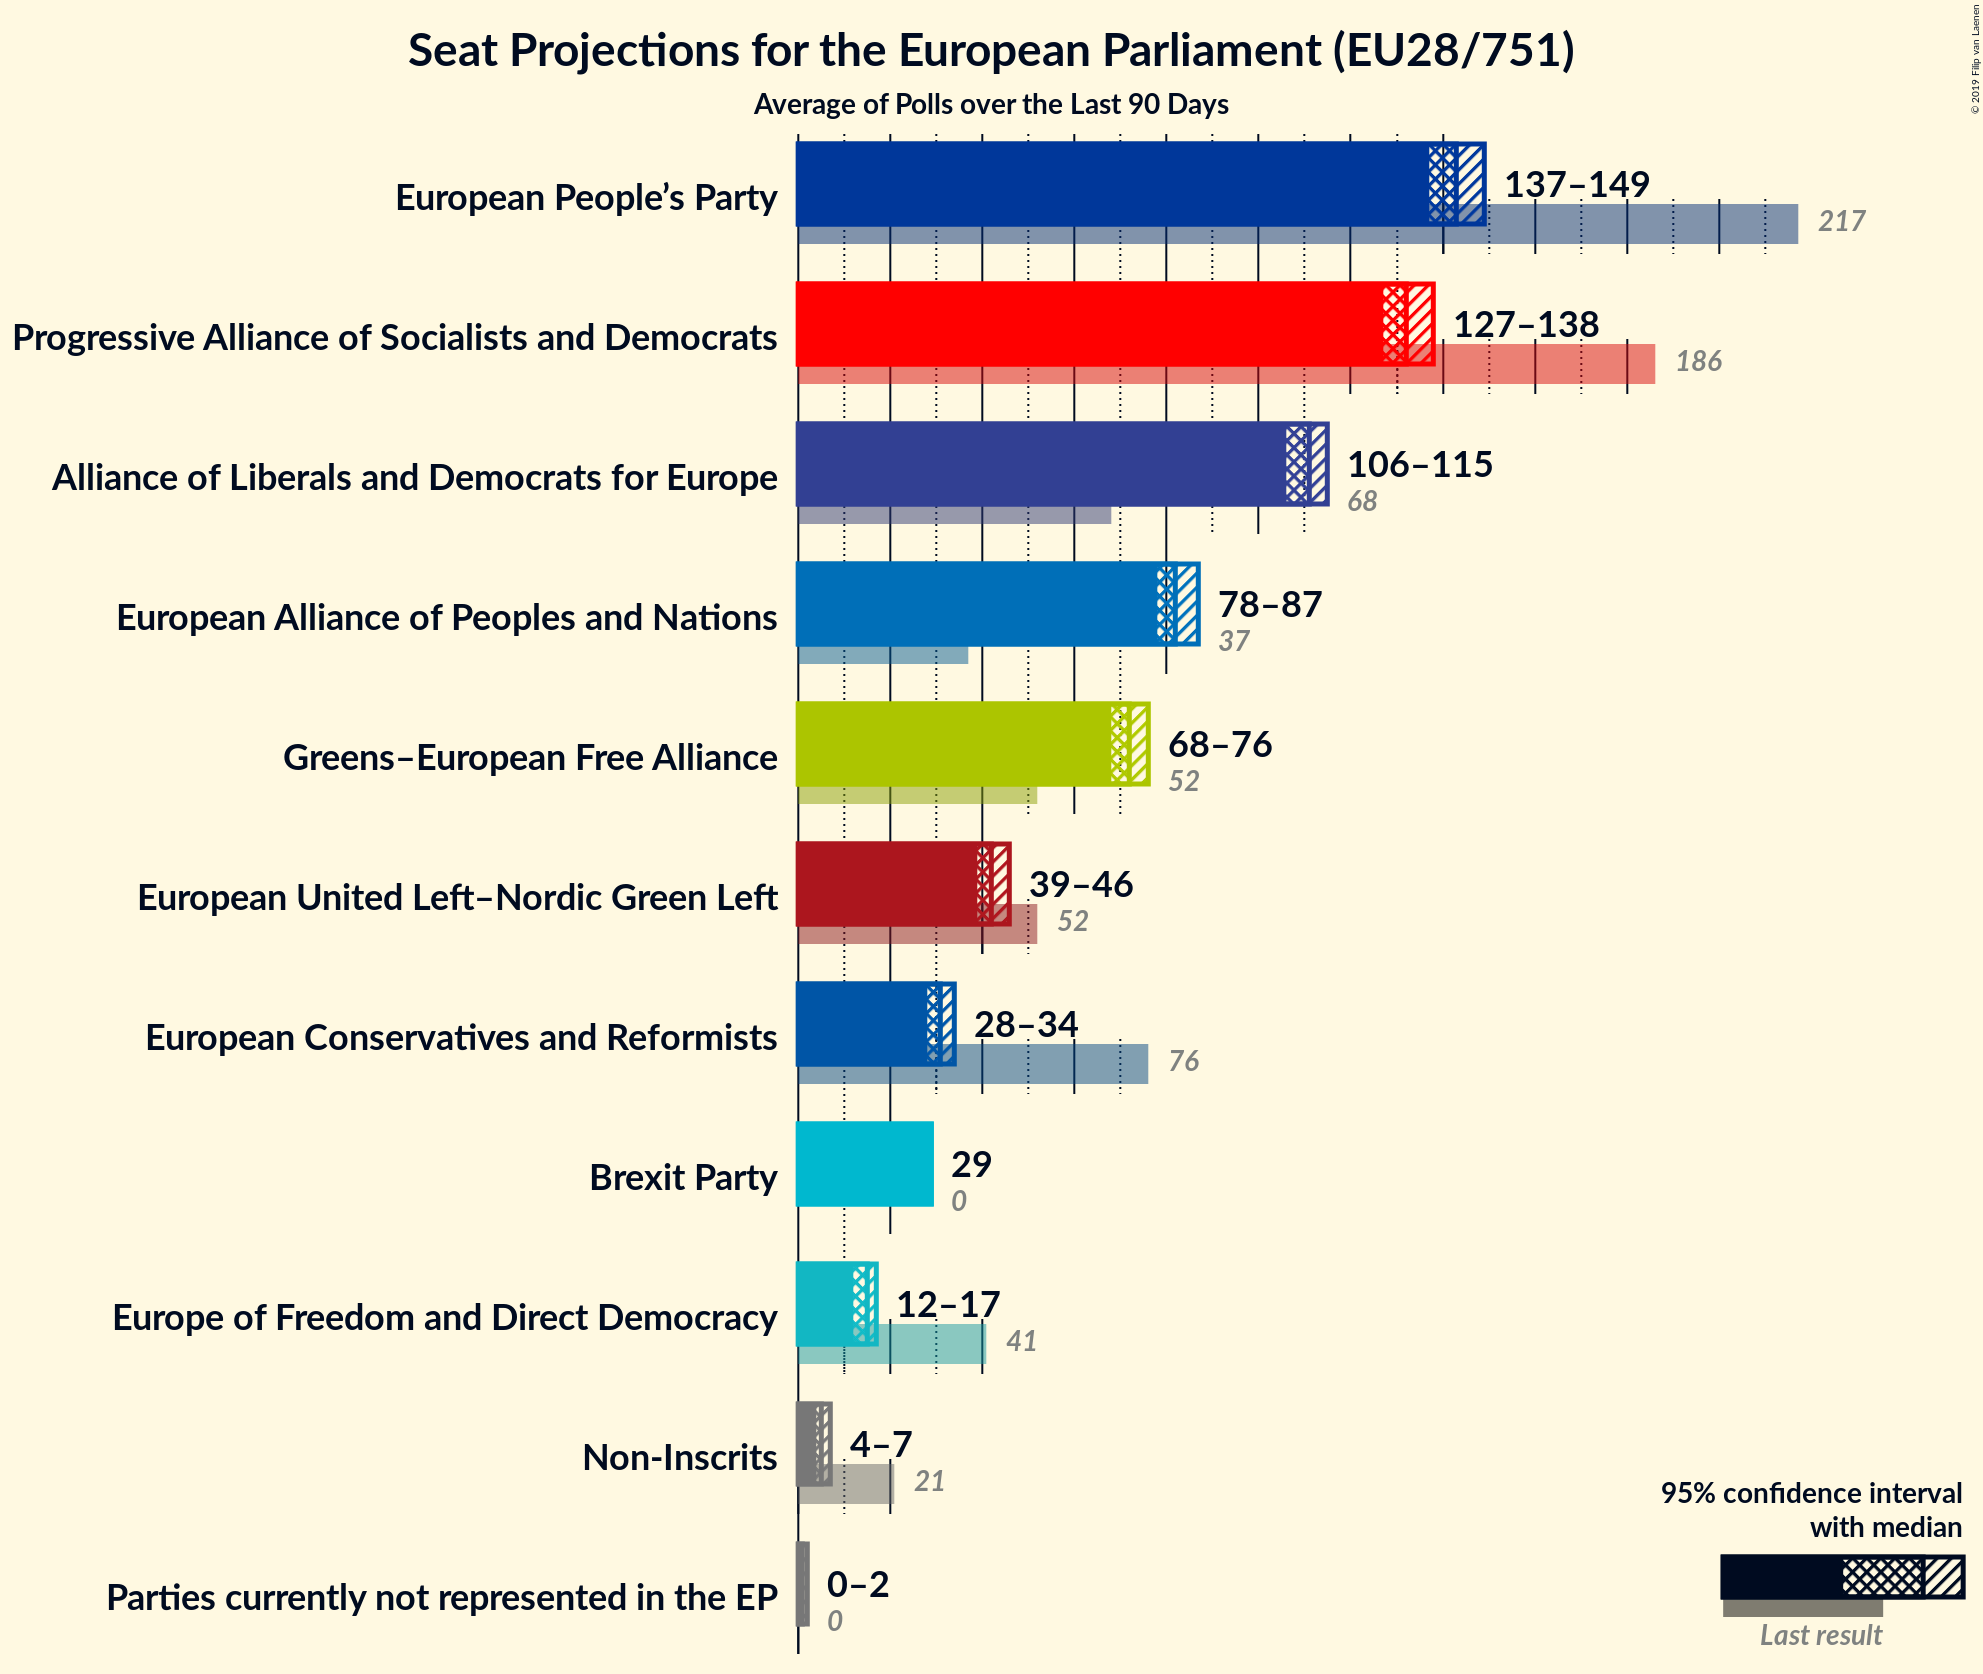 Seat Projections for the European Parliament (EU28/751)
Average of Polls over the Last 90 Days
© 2019 Filip van Laenen
European People’s Party
137–149
217
Progressive Alliance of Socialists and Democrats
127–138
186
Alliance of Liberals and Democrats for Europe
106–115
68
European Alliance of Peoples and Nations
78–87
37
Greens–European Free Alliance
68–76
52
European United Left–Nordic Green Left
39–46
52
European Conservatives and Reformists
28–34
76
Brexit Party
29
0
Europe of Freedom and Direct Democracy
12–17
41
Non-Inscrits
4–7
21
Parties currently not represented in the EP
0–2
0
95% confidence interval
with median
Last result